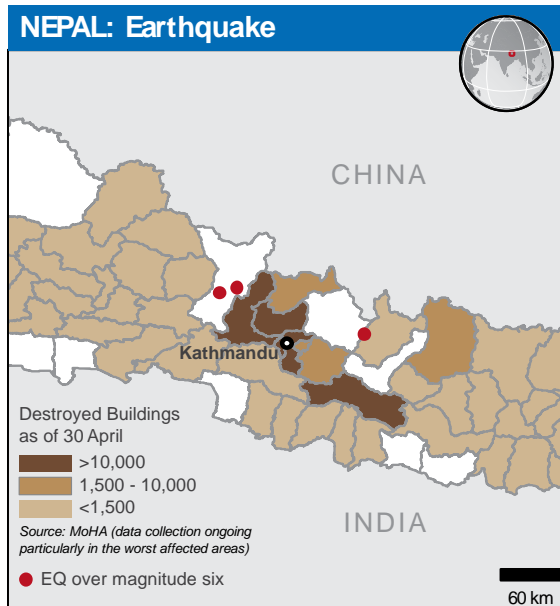 NEPAL: Earthquake
CHINA
Kathmandu
Destroyed Buildings
as of 30 April
>10,000
1,500 - 10,000
<1,500
Source: MoHA (data collection ongoing
particularly in the worst affected areas)
INDIA
EQ over magnitude six
60 km